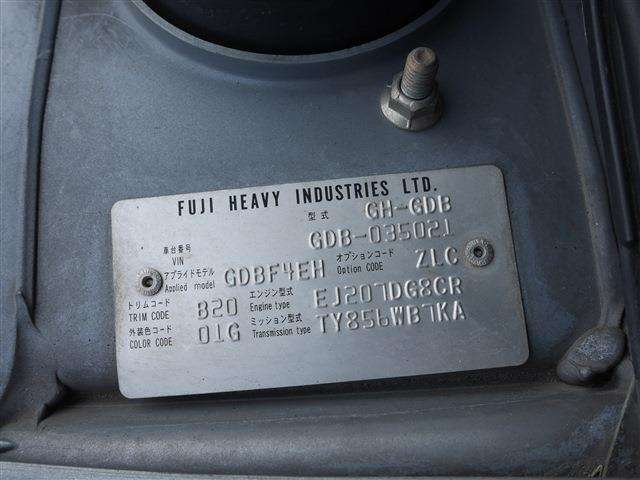 FUJI HEAVY INDUSTRIES LTD.
型式 GH-GDB
車台番号 VIN GDB-035021
アプライドモデル Applied model GDBF4EH オプションコード Option CODE ZLC
トリムコード TRIM CODE B20 エンジン型式 Engine type EJ207DG8CR
外装色コード COLOR CODE 01G ミッション型式 Transmission type TY856WB7KA